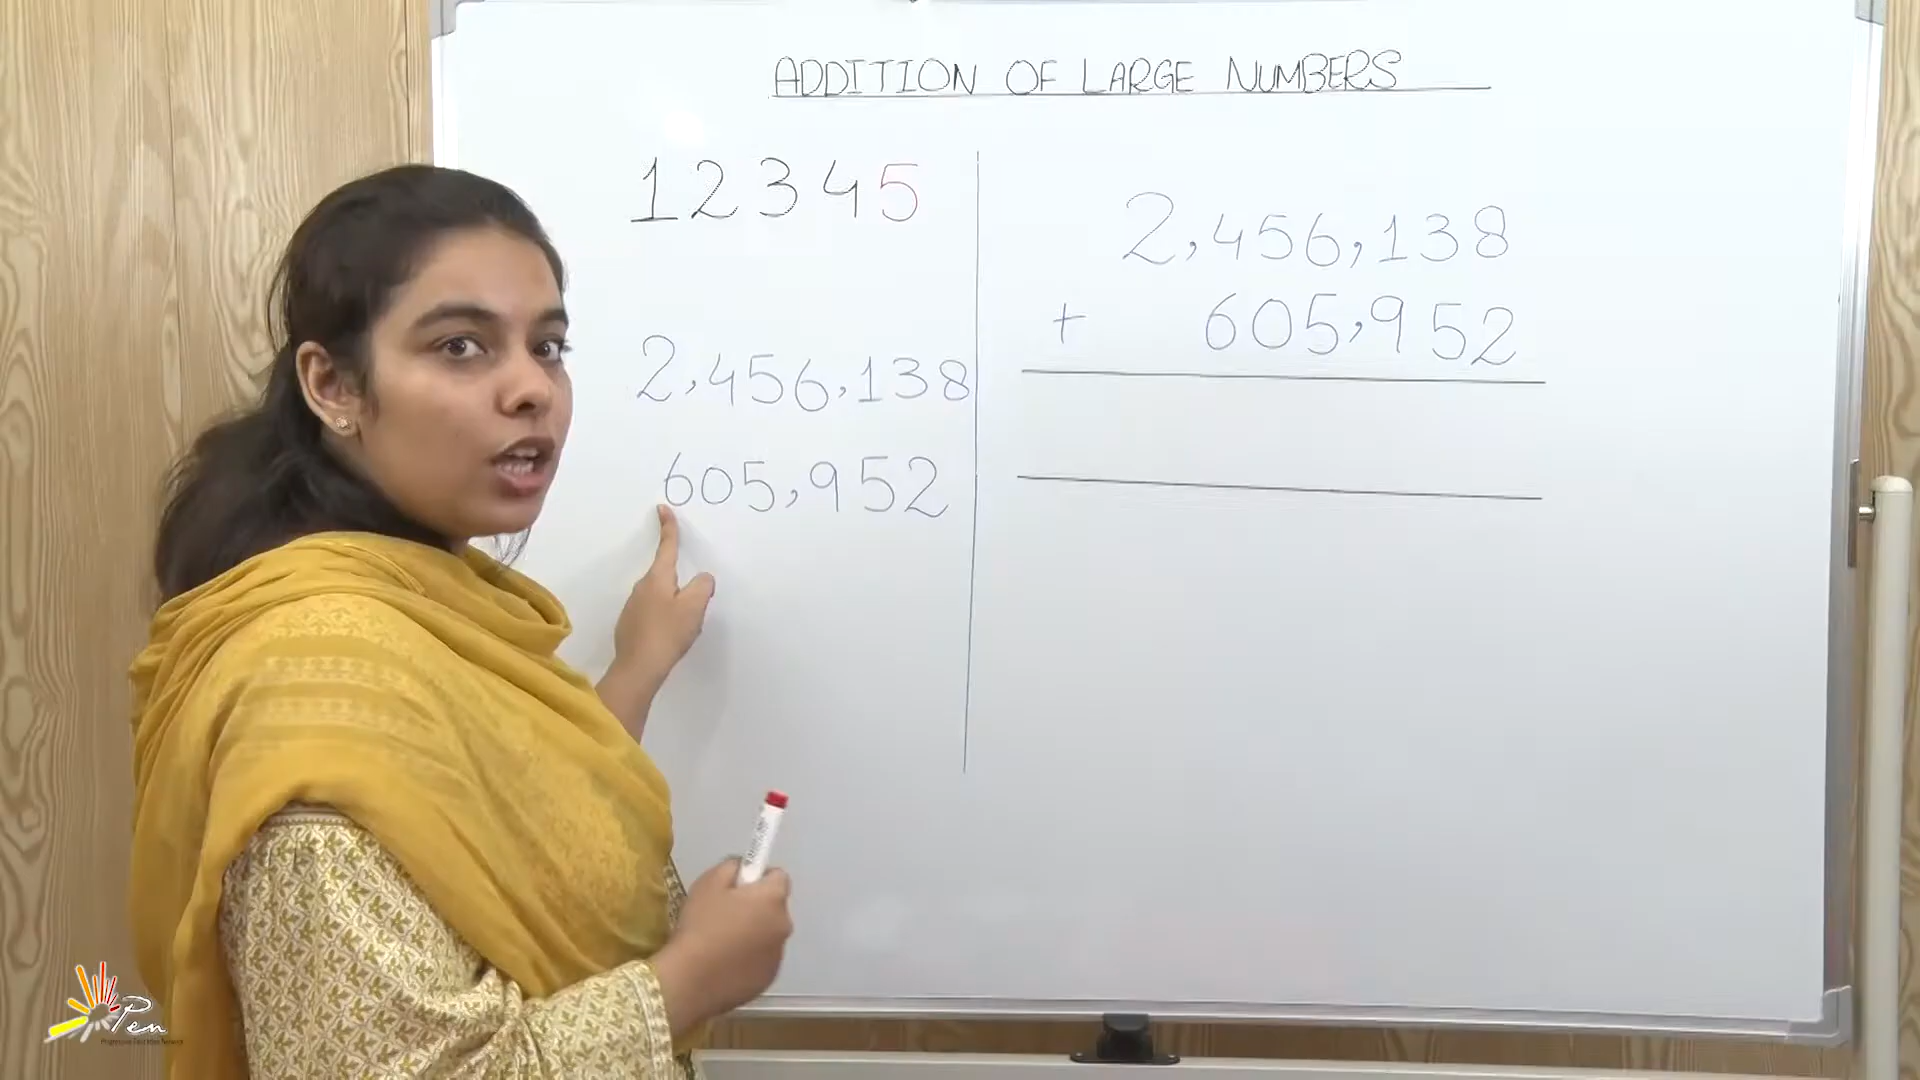 ADDITION OF LARGE NUMBERS
12345
2,456,138
605,952
2,456,138
+ 605,952
Pen